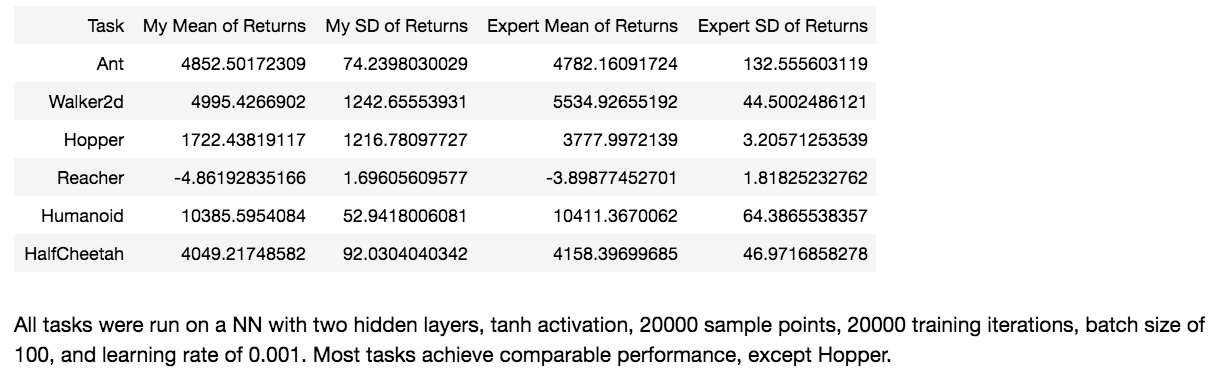 Task My Mean of Returns My SD of Returns Expert Mean of Returns Expert SD of Returns
Ant 4852.50172309 74.2398030029 4782.16091724 132.555603119
Walker2d 4995.4266902 1242.65553931 5534.92655192 44.5002486121
Hopper 1722.43819117 1216.78097727 3777.9972139 3.20571253539
Reacher -4.86192835166 1.69605609577 -3.89877452701 1.81825232762
Humanoid 10385.5954084 52.9418006081 10411.3670062 64.3865538357
HalfCheetah 4049.21748582 92.0304040342 4158.39699685 46.9716858278
All tasks were run on a NN with two hidden layers, tanh activation, 20000 sample points, 20000 training iterations, batch size of
100, and learning rate of 0.001. Most tasks achieve comparable performance, except Hopper.